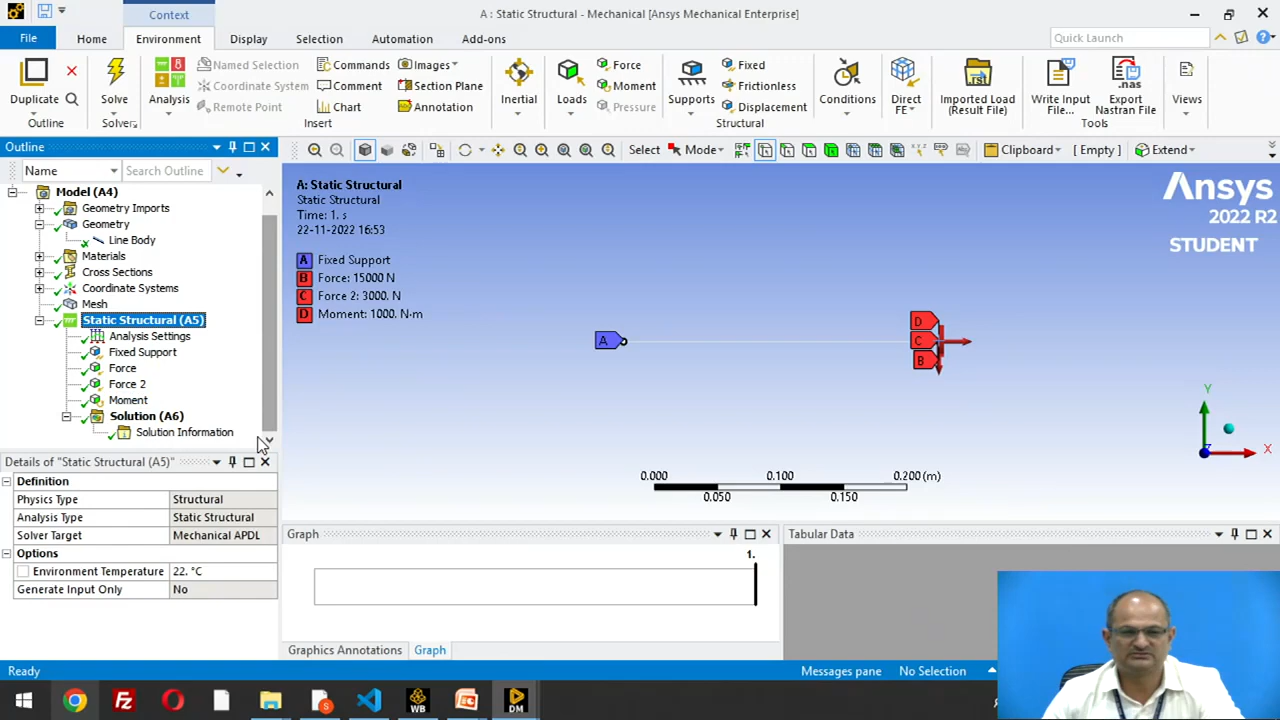 Context
A : Static Structural - Mechanical [Ansys Mechanical Enterprise]
File
Home
Environment
Display
Selection
Automation
Add-ons
Quick Launch
Duplicate
Outline
Solve
Solver
Analysis
Named Selection
Coordinate System
Remote Point
Commands
Comment
Chart
Images
Section Plane
Annotation
Insert
Inertial
Loads
Force
Moment
Pressure
Supports
Fixed
Frictionless
Displacement
Structural
Conditions
Direct
FE
Imported Load
(Result File)
Write Input
File...
Export
Nastran File
Tools
Views
Outline
Name
Search Outline
Select
Mode
Clipboard
[ Empty ]
Extend
Model (A4)
Geometry Imports
Geometry
Line Body
Materials
Cross Sections
Coordinate Systems
Mesh
Static Structural (A5)
Analysis Settings
Fixed Support
Force
Force 2
Moment
Solution (A6)
Solution Information
A: Static Structural
Static Structural
Time: 1. s
22-11-2022 16:53
A Fixed Support
B Force: 15000 N
C Force 2: 3000. N
D Moment: 1000. N·m
A
D
C
B
Ansys
2022 R2
STUDENT
Y
X
Z
0.000
0.100
0.200 (m)
0.050
0.150
Details of "Static Structural (A5)"
Definition
Physics Type Structural
Analysis Type Static Structural
Solver Target Mechanical APDL
Options
Environment Temperature 22. °C
Generate Input Only No
Graph
1.
Graphics Annotations
Graph
Tabular Data
Ready
Messages pane
No Selection
WB
DM